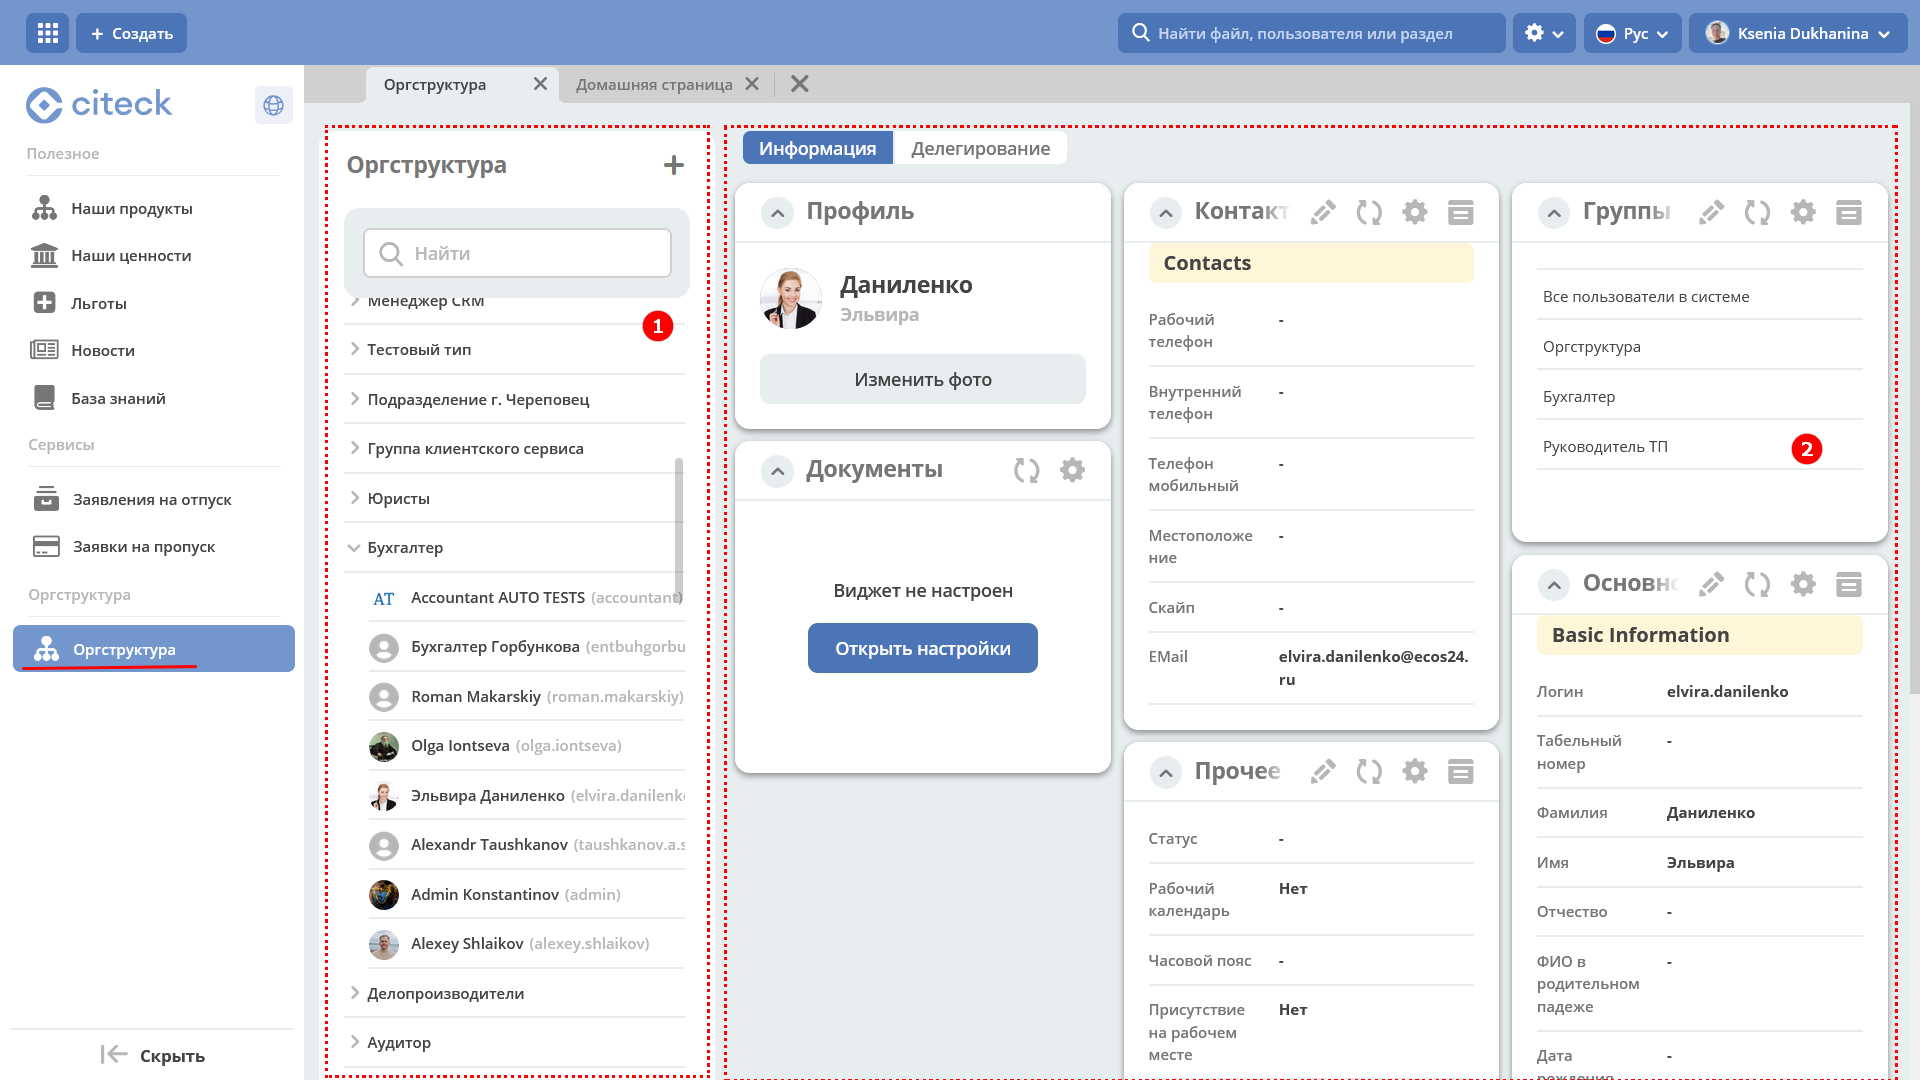 Создать
Найти файл, пользователя или раздел
Рус
Ksenia Dukhanina
citeck
Полезное
Наши продукты
Наши ценности
Льготы
Новости
База знаний
Сервисы
Заявления на отпуск
Заявки на пропуск
Оргструктура
Оргструктура
Скрыть
Оргструктура
Домашняя страница
Оргструктура
Найти
Менеджер CRM
1
Тестовый тип
Подразделение г. Череповец
Группа клиентского сервиса
Юристы
Бухгалтер
AT Accountant AUTO TESTS (accountant)
Бухгалтер Горбункова (entbuhgorbu
Roman Makarskiy (roman.makarskiy)
Olga Iontseva (olga.iontseva)
Эльвира Даниленко (elvira.danilenk
Alexandr Taushkanov (taushkanov.a.s
Admin Konstantinov (admin)
Alexey Shlaikov (alexey.shlaikov)
Делопроизводители
Аудитор
Информация
Делегирование
Профиль
Даниленко
Эльвира
Изменить фото
Документы
Виджет не настроен
Открыть настройки
Контакт
Contacts
Рабочий
телефон
-
Внутренний
телефон
-
Телефон
мобильный
-
Местоположе
ние
-
Скайп
-
EMail
elvira.danilenko@ecos24.
ru
Прочее
Статус
-
Рабочий
календарь
Нет
Часовой пояс
-
Присутствие
на рабочем
месте
Нет
Группы
Все пользователи в системе
Оргструктура
Бухгалтер
Руководитель ТП
2
Основно
Basic Information
Логин
elvira.danilenko
Табельный
номер
-
Фамилия
Даниленко
Имя
Эльвира
Отчество
-
ФИО в
родительном
падеже
-
Дата
рождения
-